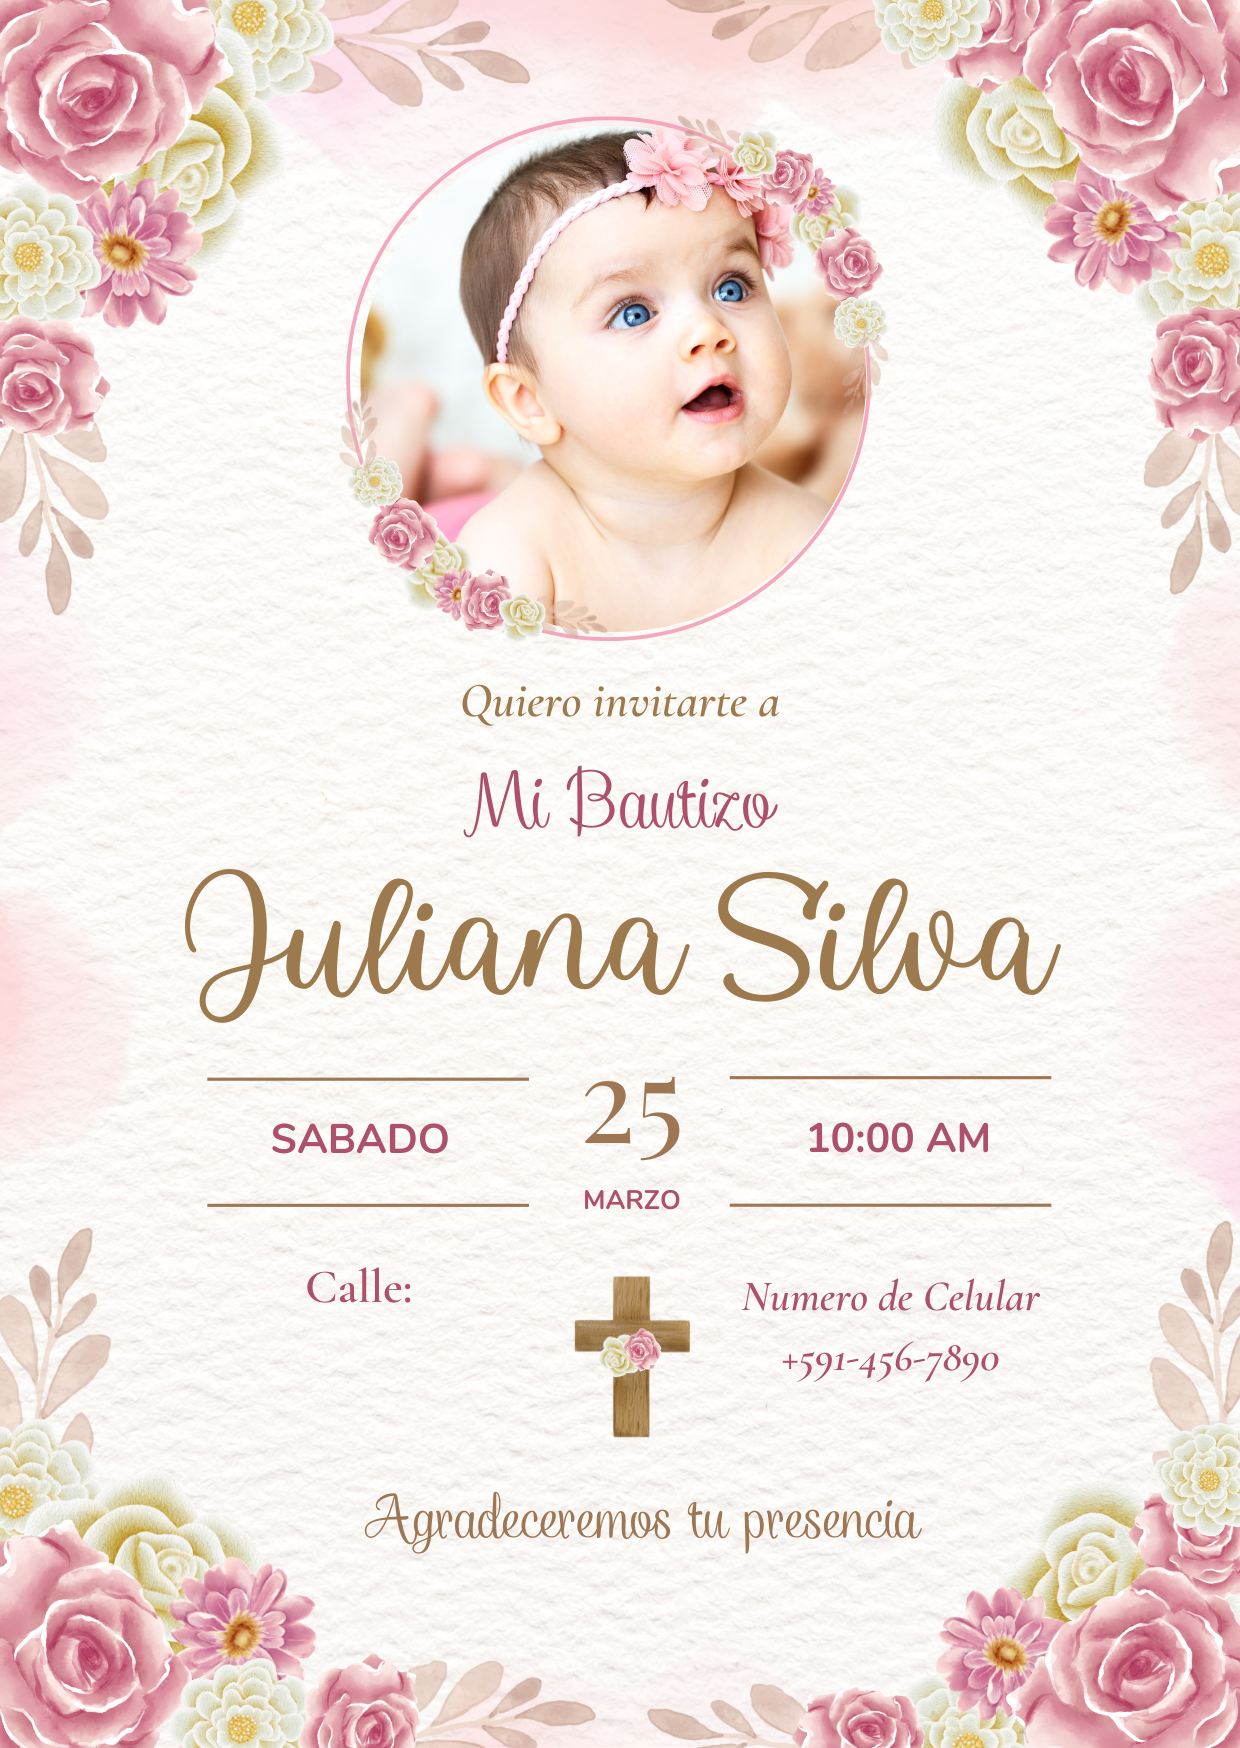 Quiero invitarte a
Mi Bautizo
Juliana Silva
SABADO
25
MARZO
10:00 AM
Calle:
Numero de Celular
+591-456-7890
Agradeceremos tu presencia